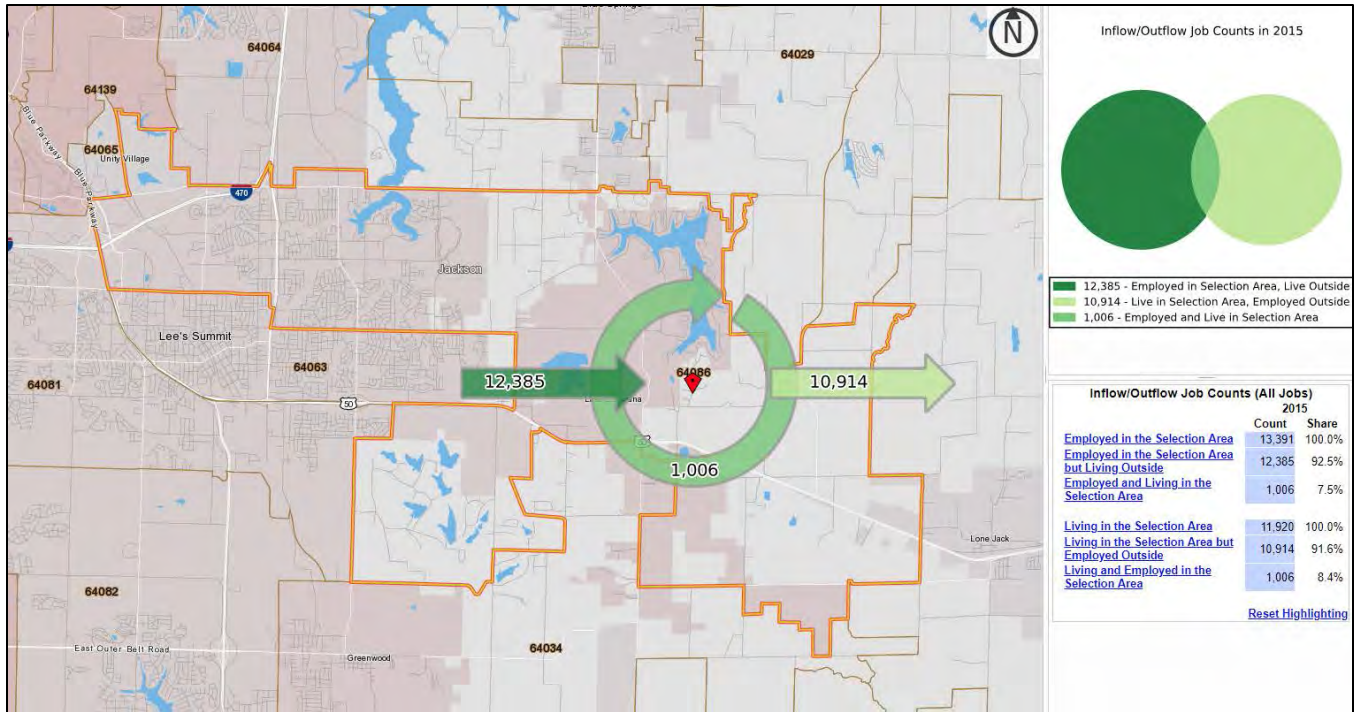 64064
64029
N
64139
Blue Parkway
64065
Unity Village
Blue Parkway
470
Jackson
Lee's Summit
64063
64086
64081
12,385
10,914
50
1,006
Lone Jack
64082
East Outer Belt Road
64034
Greenwood
Inflow/Outflow Job Counts in 2015
12,385 - Employed in Selection Area, Live Outside
10,914 - Live in Selection Area, Employed Outside
1,006 - Employed and Live in Selection Area
Inflow/Outflow Job Counts (All Jobs)
2015
Count Share
Employed in the Selection Area 13,391 100.0%
Employed in the Selection Area
but Living Outside 12,385 92.5%
Employed and Living in the
Selection Area 1,006 7.5%
Living in the Selection Area 11,920 100.0%
Living in the Selection Area but
Employed Outside 10,914 91.6%
Living and Employed in the
Selection Area 1,006 8.4%
Reset Highlighting